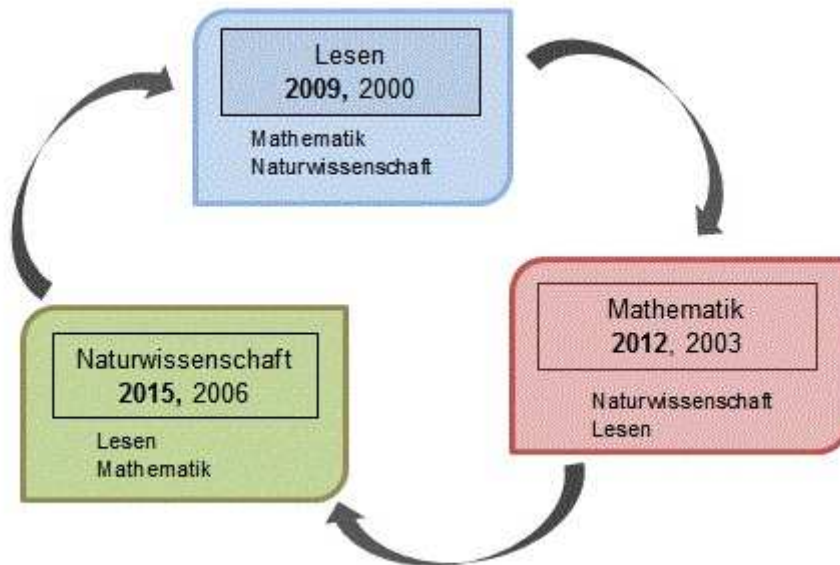 Lesen
2009, 2000
Mathematik
Naturwissenschaft
Mathematik
2012, 2003
Naturwissenschaft
Lesen
Naturwissenschaft
2015, 2006
Lesen
Mathematik